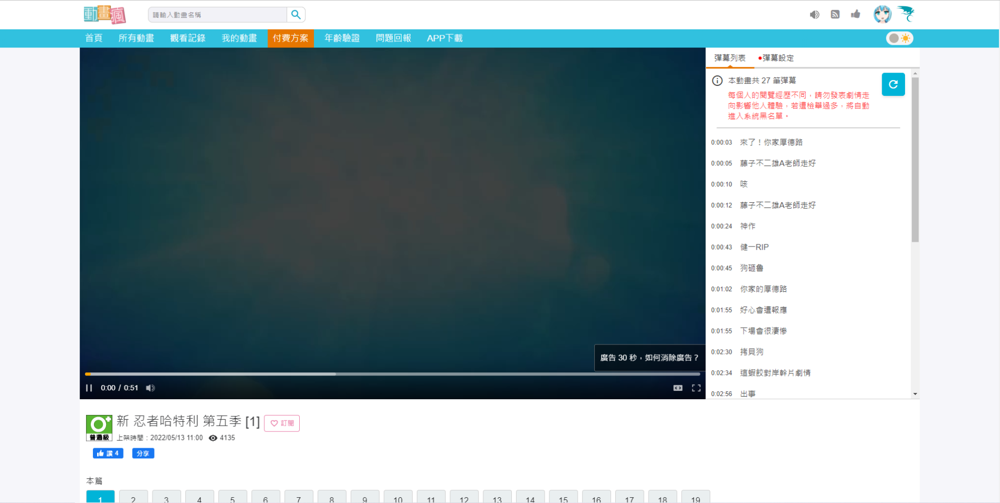 動畫瘋
請輸入動畫名稱
首頁 所有動畫 觀看記錄 我的動畫 付費方案 年齡驗證 問題回報 APP下載
彈幕列表 彈幕設定
本動畫共 27 筆彈幕
每個人的閱覽經歷不同，請勿發表劇情走
向影響他人體驗，若遭檢舉過多，將自動
進入系統黑名單。
0:00:03 來了！你家厚德路
0:00:05 藤子不二雄A老師走好
0:00:10 咳
0:00:12 藤子不二雄A老師走好
0:00:24 神作
0:00:43 健一RIP
0:00:45 狗砸魯
0:01:02 你家的厚德路
0:01:55 好心會遭報應
0:01:55 下場會很淒慘
0:02:30 拷貝狗
0:02:34 這蝦餃對岸幹片劇情
0:02:56 出事
廣告 30 秒，如何消除廣告？
0:00 / 0:51
普遍級
新 忍者哈特利 第五季 [1] 訂閱
上架時間：2022/05/13 11:00 4135
讚 4 分享
本篇
1 2 3 4 5 6 7 8 9 10 11 12 13 14 15 16 17 18 19